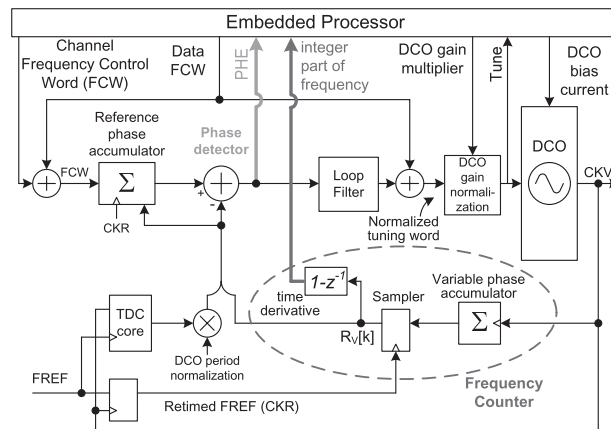 Embedded Processor
Channel
Frequency Control
Word (FCW)
Data
FCW
PHE
integer
part of
frequency
DCO gain
multiplier
Tune
DCO
bias
current
Reference
phase
accumulator
Phase
detector
FCW
Σ
+
-
CKR
Loop
Filter
Normalized
tuning word
DCO
gain
normali-
zation
DCO
CKV
TDC
core
DCO period
normalization
1-z⁻¹
time
derivative
Sampler
R_V[k]
Variable phase
accumulator
Σ
Frequency
Counter
FREF
Retimed FREF (CKR)